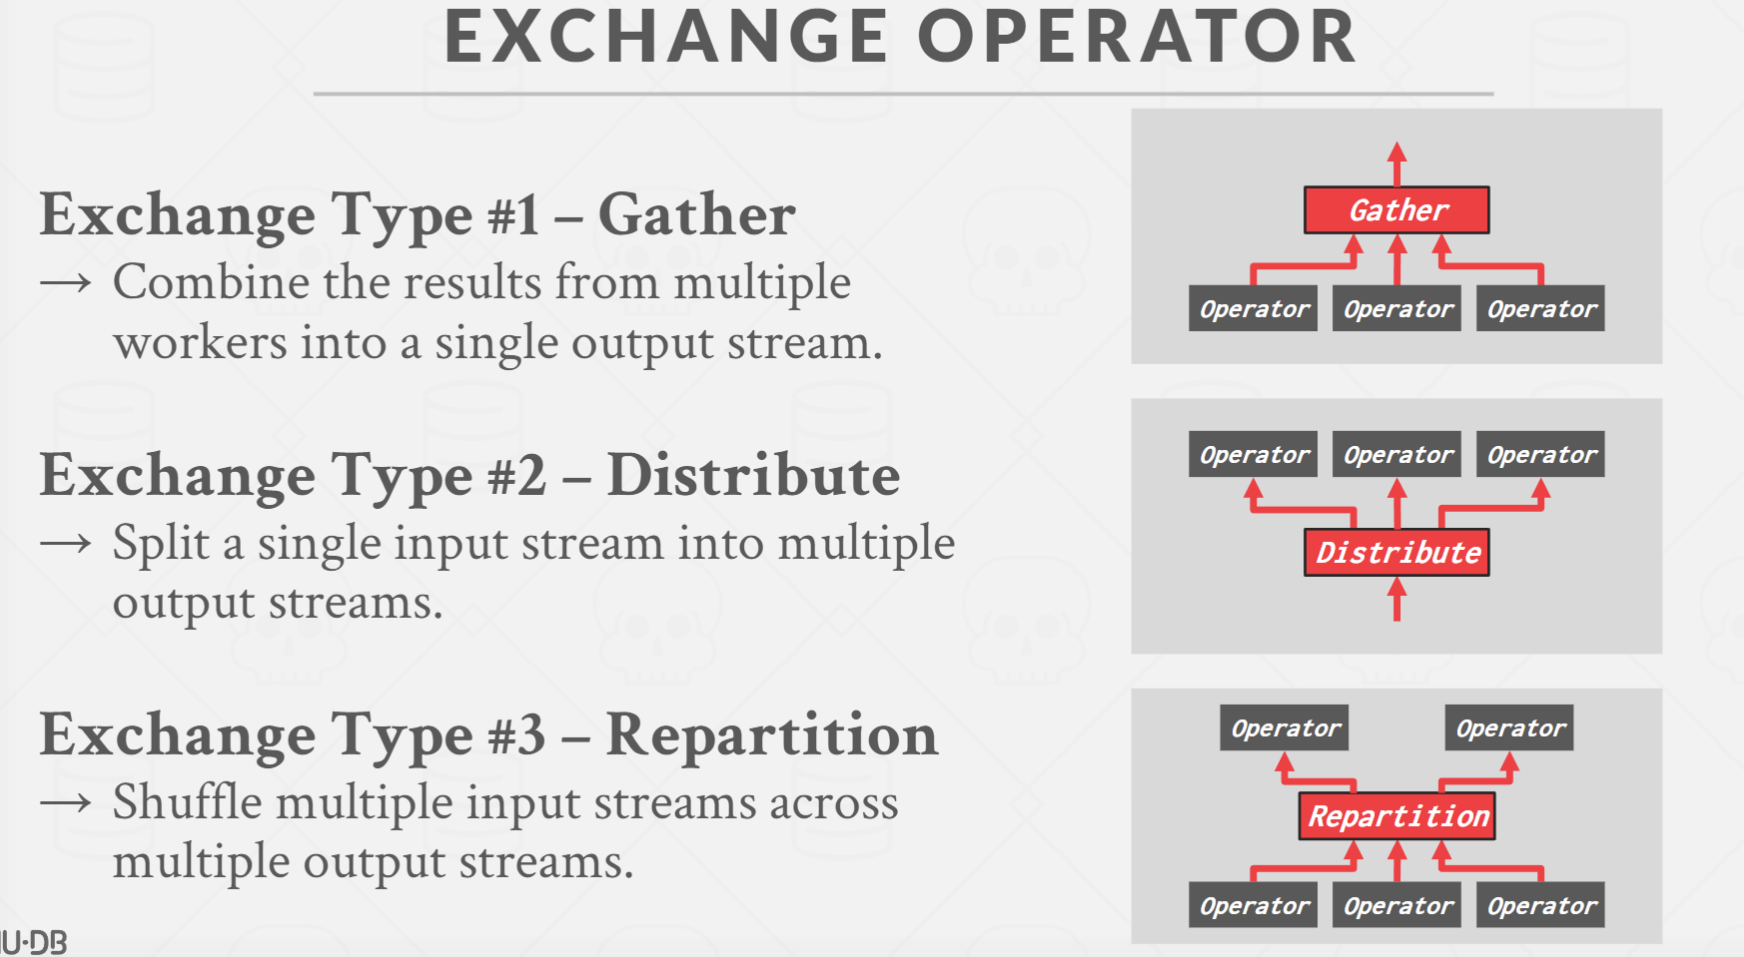 EXCHANGE OPERATOR
Exchange Type #1 – Gather
→ Combine the results from multiple
workers into a single output stream.
Gather
Operator Operator Operator
Exchange Type #2 – Distribute
→ Split a single input stream into multiple
output streams.
Operator Operator Operator
Distribute
Exchange Type #3 – Repartition
→ Shuffle multiple input streams across
multiple output streams.
Operator Operator
Repartition
Operator Operator Operator
U·DB